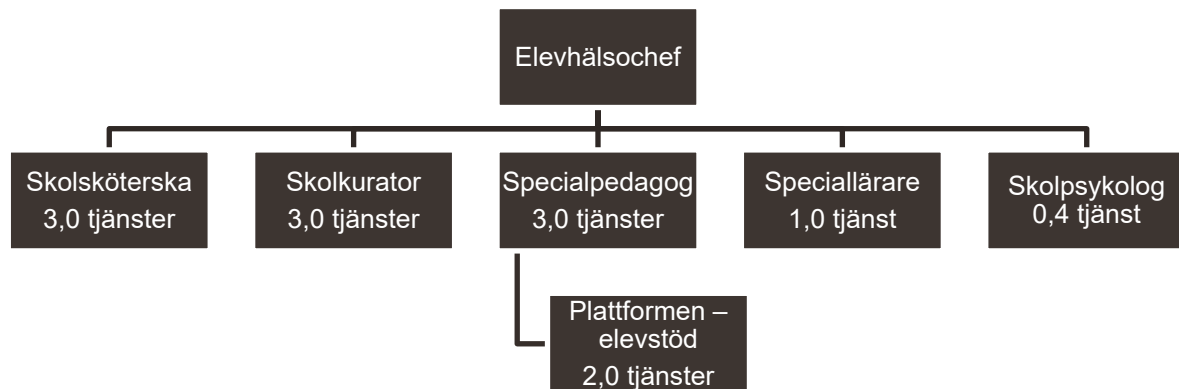 Elevhälsochef
Skolsköterska
3,0 tjänster
Skolkurator
3,0 tjänster
Specialpedagog
3,0 tjänster
Speciallärare
1,0 tjänst
Skolpsykolog
0,4 tjänst
Plattformen –
elevstöd
2,0 tjänster